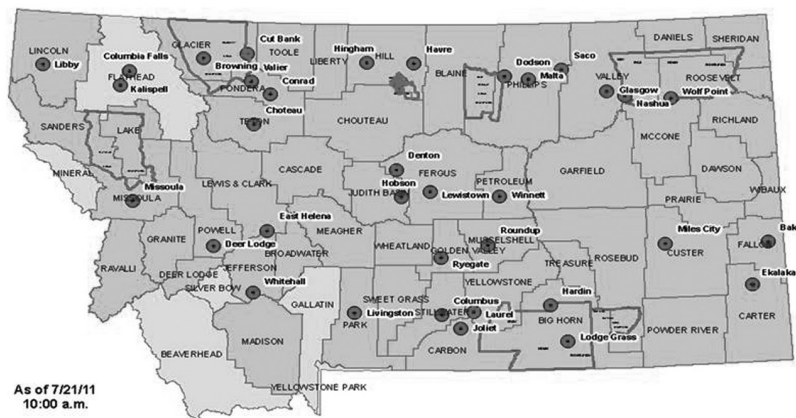 LINCOLN
Libby
Columbia Falls
FLATHEAD
Kalispell
GLACIER
Browning
Cut Bank
TOOLE
Valier
PONDERA
Conrad
Choteau
TETON
LIBERTY
Hingham
HILL
Havre
CHOUTEAU
BLAINE
Dodson
Malta
PHILLIPS
Saco
VALLEY
Glasgow
Nashua
DANIELS
SHERIDAN
ROOSEVELT
Wolf Point
RICHLAND
MCCONE
SANDERS
LAKE
MINERAL
Missoula
MISSOULA
LEWIS & CLARK
CASCADE
Denton
FERGUS
Hobson
JUDITH BASIN
Lewistown
PETROLEUM
Winnett
GARFIELD
DAWSON
PRAIRIE
WIBAUX
POWELL
GRANITE
Deer Lodge
East Helena
BROADWATER
MEAGHER
WHEATLAND
GOLDEN VALLEY
Ryegate
Roundup
MUSSELSHELL
TREASURE
ROSEBUD
Miles City
CUSTER
FALLON
Bak
RAVALLI
DEER LODGE
SILVER BOW
JEFFERSON
Whitehall
GALLATIN
PARK
Livingston
SWEET GRASS
STILLWATER
Columbus
Laurel
Joliet
CARBON
YELLOWSTONE
Hardin
BIG HORN
Lodge Grass
POWDER RIVER
Ekalaka
CARTER
BEAVERHEAD
MADISON
YELLOWSTONE PARK
As of 7/21/11
10:00 a.m.